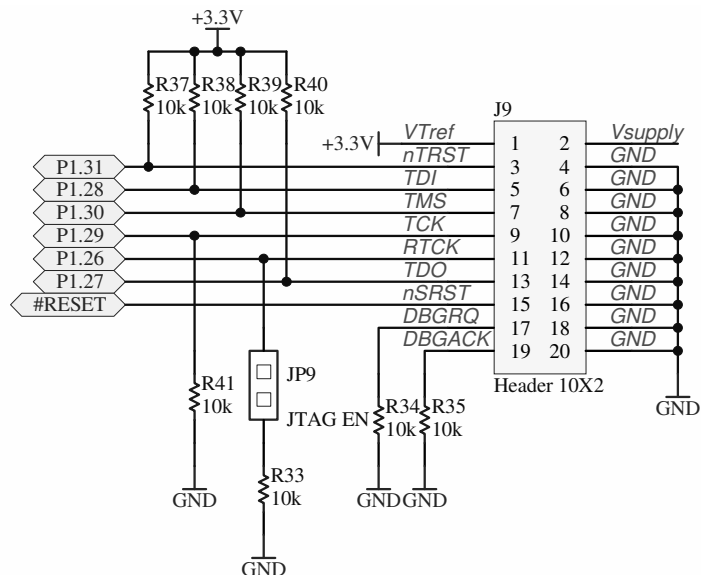 +3.3V
R37 R38 R39 R40
10k 10k 10k 10k
J9
+3.3V VTref 1 2 Vsupply
P1.31 nTRST 3 4 GND
P1.28 TDI 5 6 GND
P1.30 TMS 7 8 GND
P1.29 TCK 9 10 GND
P1.26 RTCK 11 12 GND
P1.27 TDO 13 14 GND
#RESET nSRST 15 16 GND
DBGRQ 17 18 GND
DBGACK 19 20 GND
Header 10X2
R41
10k
JP9
JTAG EN
R34 R35
10k 10k
GND
R33
10k
GND
GND GND
GND